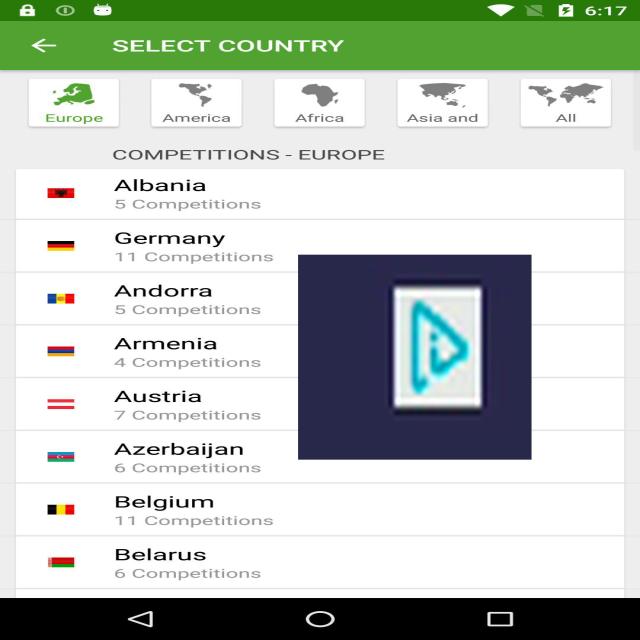 6:17
SELECT COUNTRY
Europe
America
Africa
Asia and
All
COMPETITIONS - EUROPE
Albania
5 Competitions
Germany
11 Competitions
Andorra
5 Competitions
Armenia
4 Competitions
Austria
7 Competitions
Azerbaijan
6 Competitions
Belgium
11 Competitions
Belarus
6 Competitions